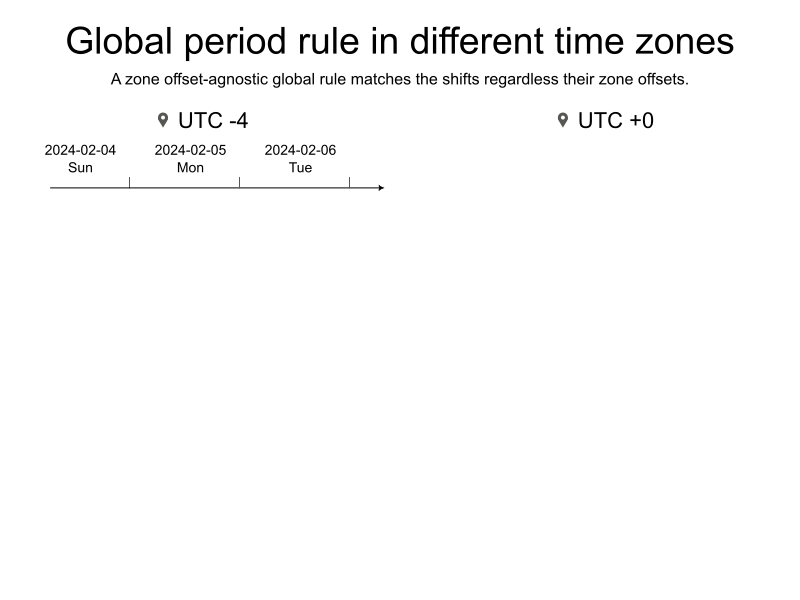 Global period rule in different time zones
A zone offset-agnostic global rule matches the shifts regardless their zone offsets.
UTC -4
UTC +0
2024-02-04 2024-02-05 2024-02-06
Sun Mon Tue